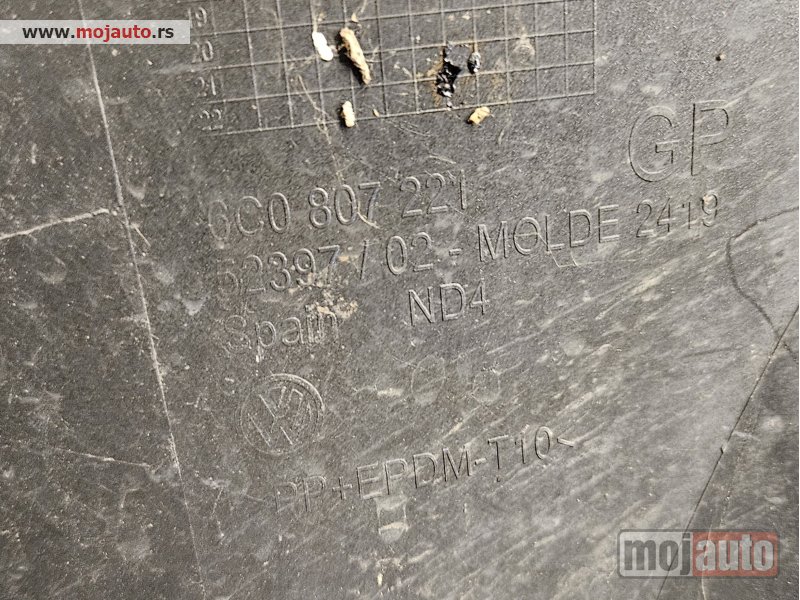 www.mojauto.rs
19
20
21
22
GP
6C0 807 221
52397 / 02 - MOLDE 2419
Spain ND4
PP+EPDM-T10<
mojauto